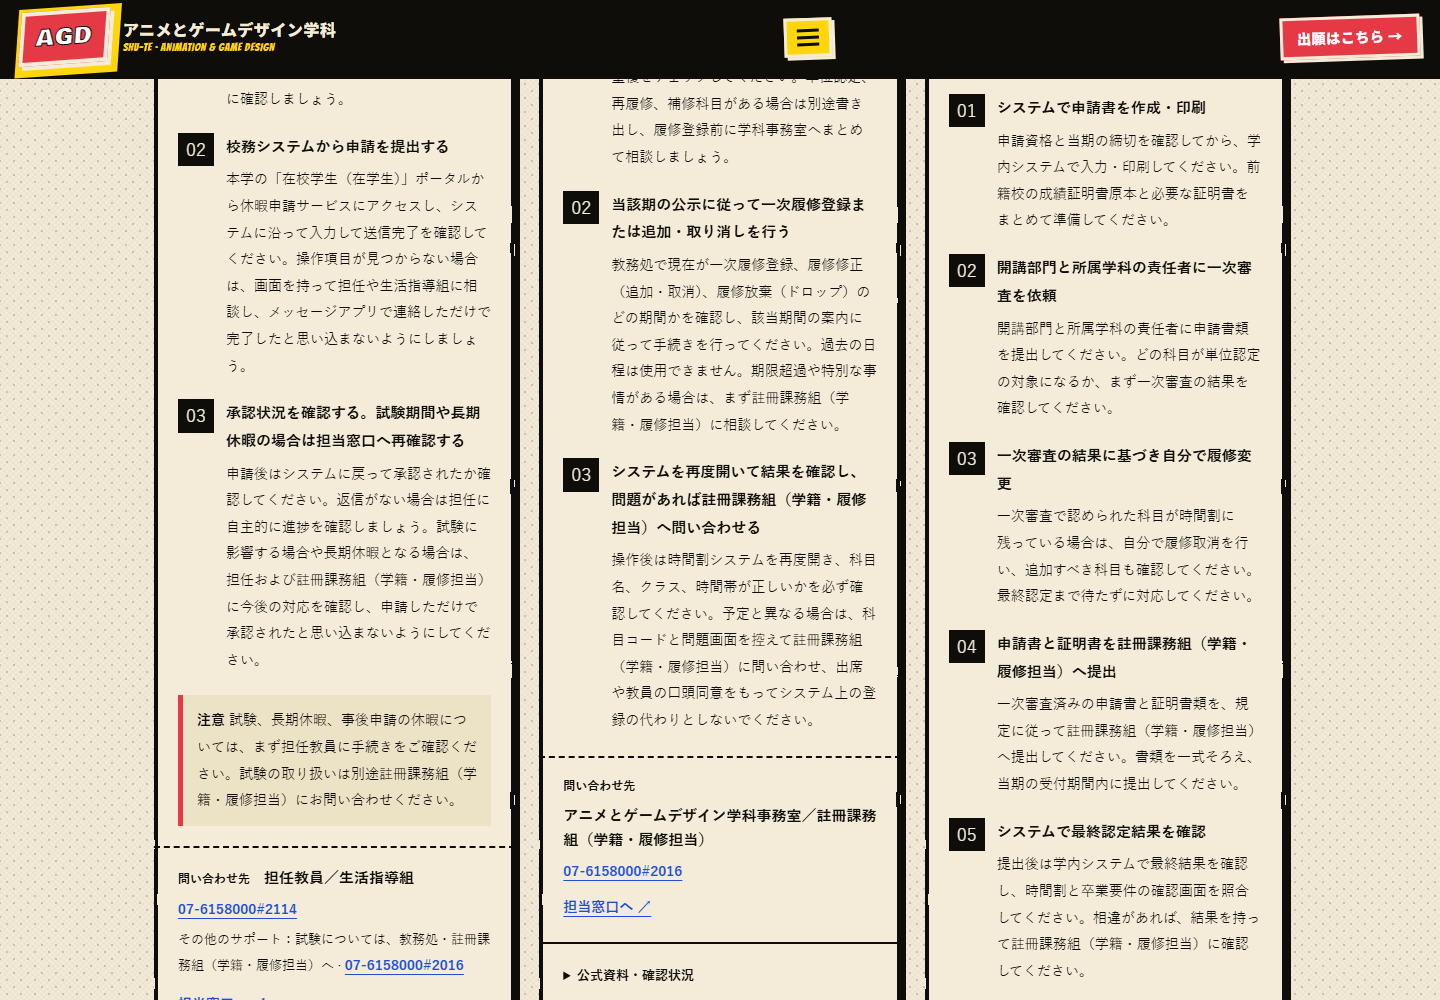 AGD
アニメとゲームデザイン学科
SHU-TE · ANIMATION & GAME DESIGN
出願はこちら →
に確認しましょう。
02
校務システムから申請を提出する
本学の「在校学生（在学生）」ポータルか
ら休暇申請サービスにアクセスし、シス
テムに沿って入力して送信完了を確認して
ください。操作項目が見つからない場合
は、画面を持って担任や生活指導組に相
談し、メッセージアプリで連絡しただけで
完了したと思い込まないようにしましょ
う。
03
承認状況を確認する。試験期間や長期
休暇の場合は担当窓口へ再確認する
申請後はシステムに戻って承認されたか確
認してください。返信がない場合は担任に
自主的に進捗を確認しましょう。試験に
影響する場合や長期休暇となる場合は、
担任および註冊課務組（学籍・履修担当）
に今後の対応を確認し、申請しただけで
承認されたと思い込まないようにしてくだ
さい。
注意 試験、長期休暇、事後申請の休暇につ
いては、まず担任教員に手続きをご確認くだ
さい。試験の取り扱いは別途註冊課務組（学
籍・履修担当）にお問い合わせください。
問い合わせ先 担任教員／生活指導組
07-6158000#2114
その他のサポート：試験については、教務処・註冊課
務組（学籍・履修担当）へ · 07-6158000#2016
再履修、補修科目がある場合は別途書き
出し、履修登録前に学科事務室へまとめ
て相談しましょう。
02
当該期の公示に従って一次履修登録ま
たは追加・取り消しを行う
教務処で現在が一次履修登録、履修修正
（追加・取消）、履修放棄（ドロップ）の
どの期間かを確認し、該当期間の案内に
従って手続きを行ってください。過去の日
程は使用できません。期限超過や特別な事
情がある場合は、まず註冊課務組（学
籍・履修担当）に相談してください。
03
システムを再度開いて結果を確認し、
問題があれば註冊課務組（学籍・履修
担当）へ問い合わせる
操作後は時間割システムを再度開き、科目
名、クラス、時間帯が正しいかを必ず確
認してください。予定と異なる場合は、科
目コードと問題画面を控えて註冊課務組
（学籍・履修担当）に問い合わせ、出席
や教員の口頭同意をもってシステム上の登
録の代わりとしないでください。
問い合わせ先
アニメとゲームデザイン学科事務室／註冊課務
組（学籍・履修担当）
07-6158000#2016
担当窓口へ ↗
▶ 公式資料・確認状況
01
システムで申請書を作成・印刷
申請資格と当期の締切を確認してから、学
内システムで入力・印刷してください。前
籍校の成績証明書原本と必要な証明書を
まとめて準備してください。
02
開講部門と所属学科の責任者に一次審
査を依頼
開講部門と所属学科の責任者に申請書類
を提出してください。どの科目が単位認定
の対象になるか、まず一次審査の結果を
確認してください。
03
一次審査の結果に基づき自分で履修変
更
一次審査で認められた科目が時間割に
残っている場合は、自分で履修取消を行
い、追加すべき科目も確認してください。
最終認定まで待たずに対応してください。
04
申請書と証明書を註冊課務組（学籍・
履修担当）へ提出
一次審査済みの申請書と証明書類を、規
定に従って註冊課務組（学籍・履修担当）
へ提出してください。書類を一式そろえ、
当期の受付期間内に提出してください。
05
システムで最終認定結果を確認
提出後は学内システムで最終結果を確認
し、時間割と卒業要件の確認画面を照合
してください。相違があれば、結果を持っ
て註冊課務組（学籍・履修担当）に確認
してください。